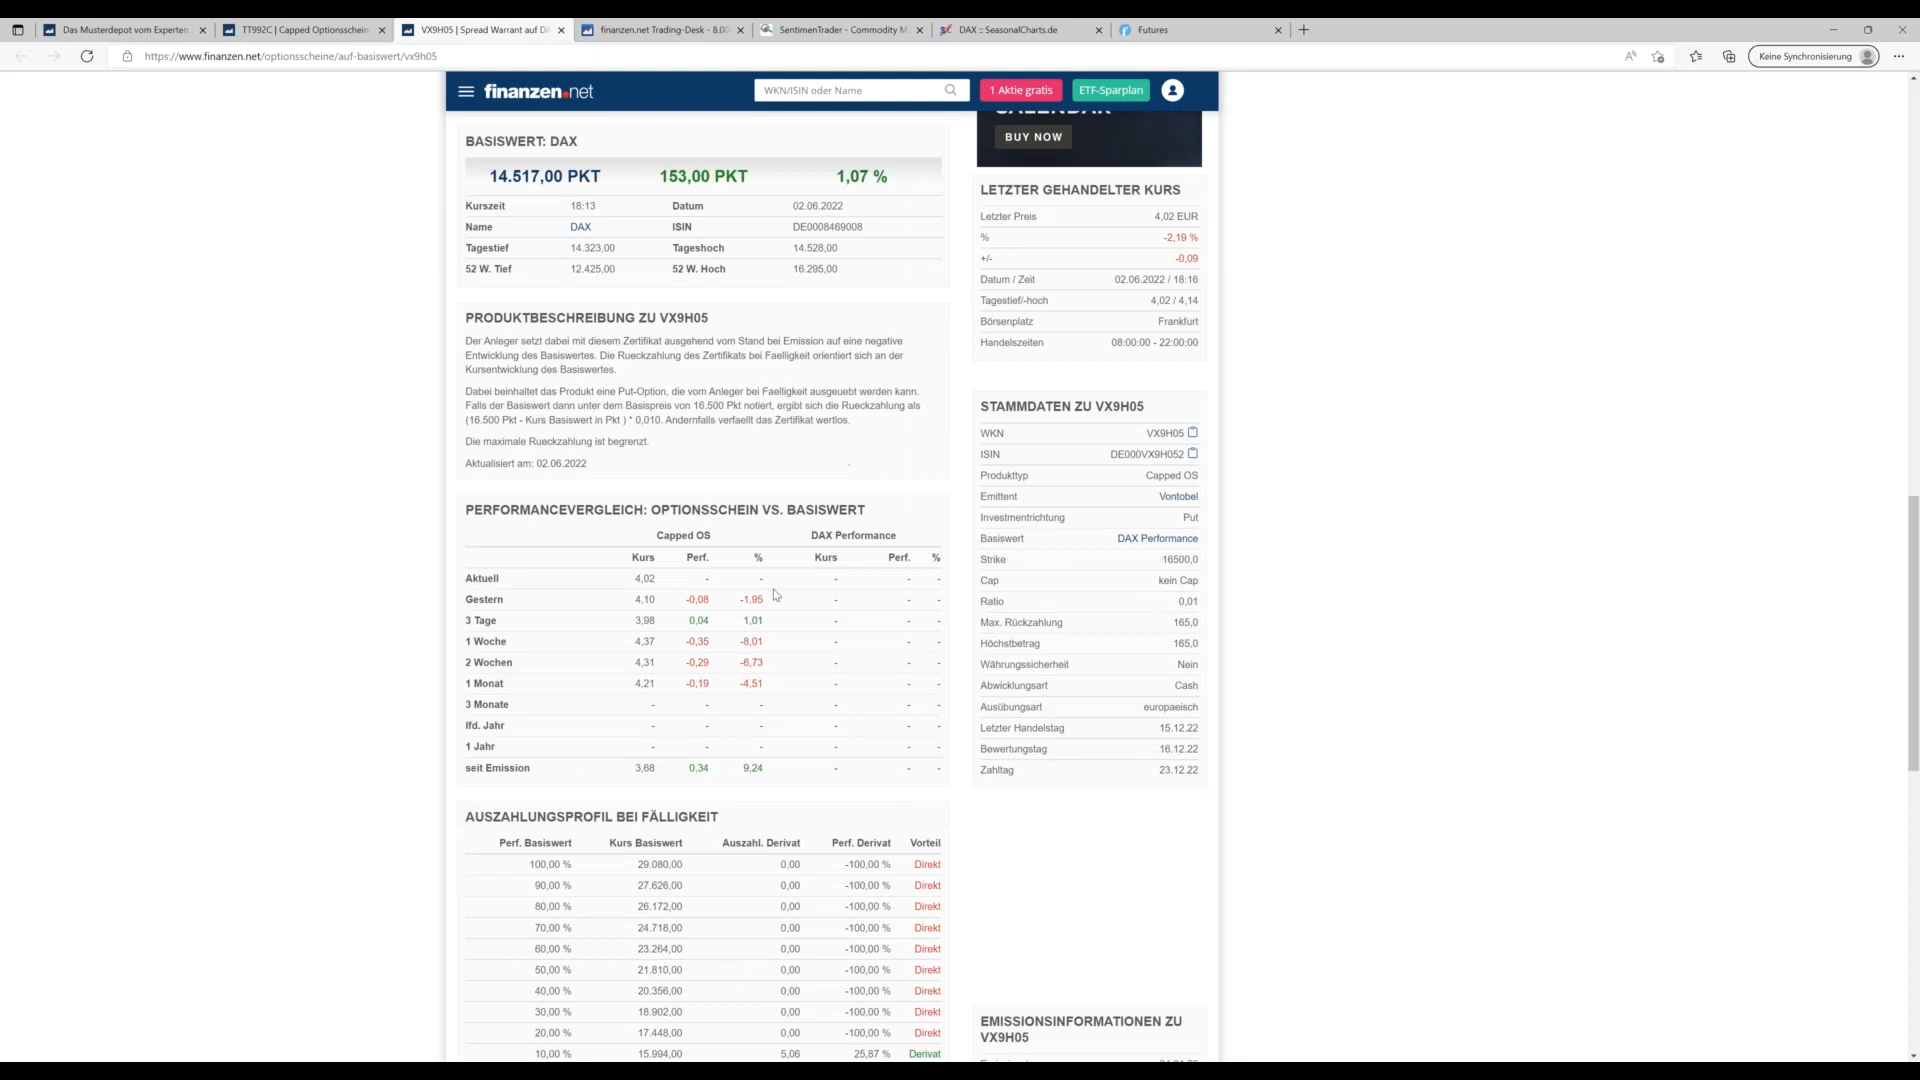 Das Musterdepot vom Experten
TT992C | Capped Optionsschein
VX9H05 | Spread Warrant auf DA
finanzen.net Trading-Desk - 8.00
SentimenTrader - Commodity M
DAX :: SeasonalCharts.de
Futures
https://www.finanzen.net/optionsscheine/auf-basiswert/vx9h05
Keine Synchronisierung
finanzen.net
WKN/ISIN oder Name
1 Aktie gratis
ETF-Sparplan
BASISWERT: DAX
14.517,00 PKT 153,00 PKT 1,07 %
Kurszeit 18:13 Datum 02.06.2022
Name DAX ISIN DE0008469008
Tagestief 14.323,00 Tageshoch 14.528,00
52 W. Tief 12.425,00 52 W. Hoch 16.295,00
PRODUKTBESCHREIBUNG ZU VX9H05
Der Anleger setzt dabei mit diesem Zertifikat ausgehend vom Stand bei Emission auf eine negative
Entwicklung des Basiswertes. Die Rueckzahlung des Zertifikats bei Faelligkeit orientiert sich an der
Kursentwicklung des Basiswertes.
Dabei beinhaltet das Produkt eine Put-Option, die vom Anleger bei Faelligkeit ausgeuebt werden kann.
Falls der Basiswert dann unter dem Basispreis von 16.500 Pkt notiert, ergibt sich die Rueckzahlung als
(16.500 Pkt - Kurs Basiswert in Pkt ) * 0,010. Andernfalls verfaellt das Zertifikat wertlos.
Die maximale Rueckzahlung ist begrenzt.
Aktualisiert am: 02.06.2022
PERFORMANCEVERGLEICH: OPTIONSSCHEIN VS. BASISWERT
Capped OS DAX Performance
Kurs Perf. % Kurs Perf. %
Aktuell 4,02 - - - - -
Gestern 4,10 -0,08 -1,95 - - -
3 Tage 3,98 0,04 1,01 - - -
1 Woche 4,37 -0,35 -8,01 - - -
2 Wochen 4,31 -0,29 -6,73 - - -
1 Monat 4,21 -0,19 -4,51 - - -
3 Monate - - - - - -
lfd. Jahr - - - - - -
1 Jahr - - - - - -
seit Emission 3,68 0,34 9,24 - - -
AUSZAHLUNGSPROFIL BEI FÄLLIGKEIT
Perf. Basiswert Kurs Basiswert Auszahl. Derivat Perf. Derivat Vorteil
100,00 % 29.080,00 0,00 -100,00 % Direkt
90,00 % 27.626,00 0,00 -100,00 % Direkt
80,00 % 26.172,00 0,00 -100,00 % Direkt
70,00 % 24.718,00 0,00 -100,00 % Direkt
60,00 % 23.264,00 0,00 -100,00 % Direkt
50,00 % 21.810,00 0,00 -100,00 % Direkt
40,00 % 20.356,00 0,00 -100,00 % Direkt
30,00 % 18.902,00 0,00 -100,00 % Direkt
20,00 % 17.448,00 0,00 -100,00 % Direkt
10,00 % 15.994,00 5,06 25,87 % Derivat
CALENDAR
BUY NOW
LETZTER GEHANDELTER KURS
Letzter Preis 4,02 EUR
% -2,19 %
+/- -0,09
Datum / Zeit 02.06.2022 / 18:16
Tagestief/-hoch 4,02 / 4,14
Börsenplatz Frankfurt
Handelszeiten 08:00:00 - 22:00:00
STAMMDATEN ZU VX9H05
WKN VX9H05
ISIN DE000VX9H052
Produkttyp Capped OS
Emittent Vontobel
Investmentrichtung Put
Basiswert DAX Performance
Strike 16500,0
Cap kein Cap
Ratio 0,01
Max. Rückzahlung 165,0
Höchstbetrag 165,0
Währungssicherheit Nein
Abwicklungsart Cash
Ausübungsart europaeisch
Letzter Handelstag 15.12.22
Bewertungstag 16.12.22
Zahltag 23.12.22
EMISSIONSINFORMATIONEN ZU
VX9H05